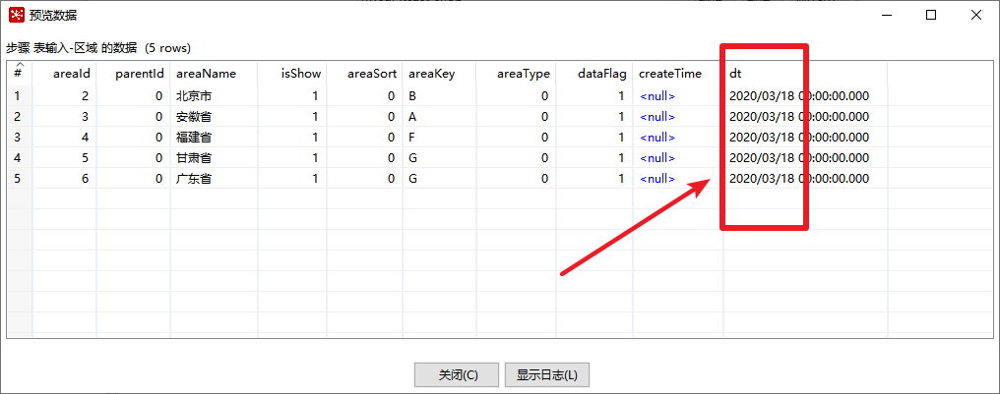 预览数据
步骤 表输入-区域 的数据 (5 rows)
# areaId parentId areaName isShow areaSort areaKey areaType dataFlag createTime dt
1 2 0 北京市 1 0 B 0 1 <null> 2020/03/18 00:00:00.000
2 3 0 安徽省 1 0 A 0 1 <null> 2020/03/18 00:00:00.000
3 4 0 福建省 1 0 F 0 1 <null> 2020/03/18 00:00:00.000
4 5 0 甘肃省 1 0 G 0 1 <null> 2020/03/18 00:00:00.000
5 6 0 广东省 1 0 G 0 1 <null> 2020/03/18 00:00:00.000
关闭(C) 显示日志(L)